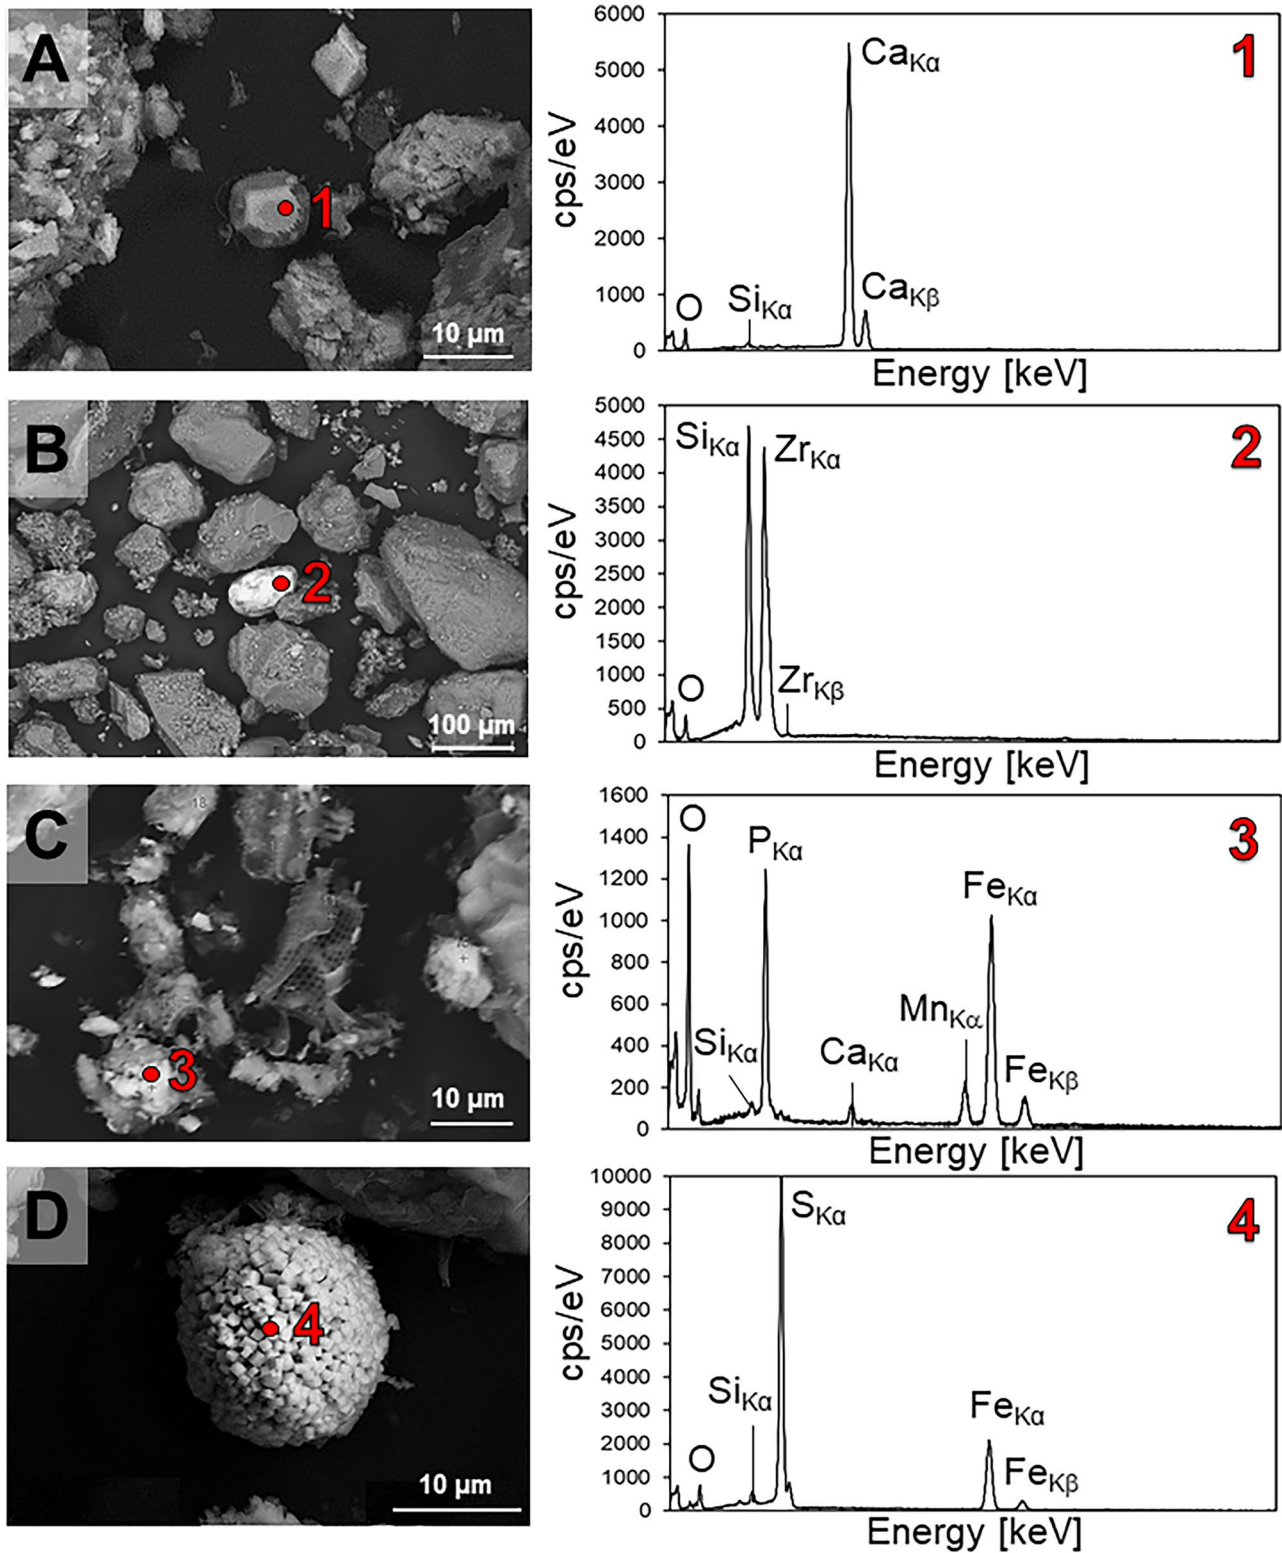 A
1
10 µm
6000
5000
4000
3000
2000
1000
0
cps/eV
O
SiKα
CaKα
CaKβ
1
Energy [keV]
B
2
100 µm
5000
4500
4000
3500
3000
2500
2000
1500
1000
500
0
cps/eV
O
SiKα
ZrKα
ZrKβ
2
Energy [keV]
C
18
3
10 µm
1600
1400
1200
1000
800
600
400
200
0
cps/eV
O
SiKα
PKα
CaKα
MnKα
FeKα
FeKβ
3
Energy [keV]
D
4
10 µm
10000
9000
8000
7000
6000
5000
4000
3000
2000
1000
0
cps/eV
O
SiKα
SKα
FeKα
FeKβ
4
Energy [keV]